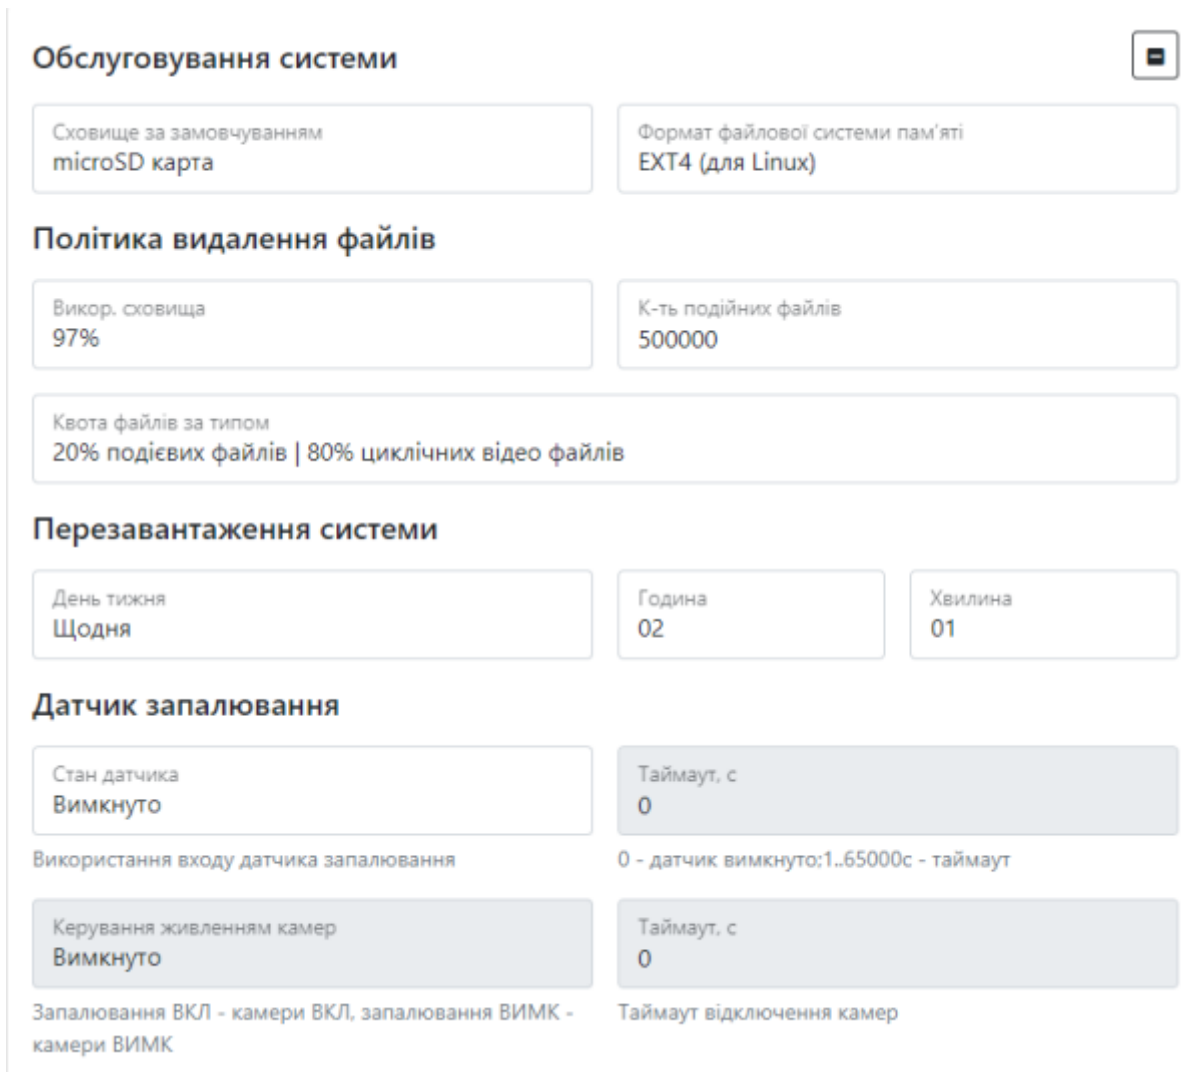 Обслуговування системи
Сховище за замовчуванням
microSD карта
Формат файлової системи пам'яті
EXT4 (для Linux)
Політика видалення файлів
Викор. сховища
97%
К-ть подійних файлів
500000
Квота файлів за типом
20% подієвих файлів | 80% циклічних відео файлів
Перезавантаження системи
День тижня
Щодня
Година
02
Хвилина
01
Датчик запалювання
Стан датчика
Вимкнуто
Таймаут, с
0
Використання входу датчика запалювання
0 - датчик вимкнуто;1..65000с - таймаут
Керування живленням камер
Вимкнуто
Таймаут, с
0
Запалювання ВКЛ - камери ВКЛ, запалювання ВИМК -
камери ВИМК
Таймаут відключення камер